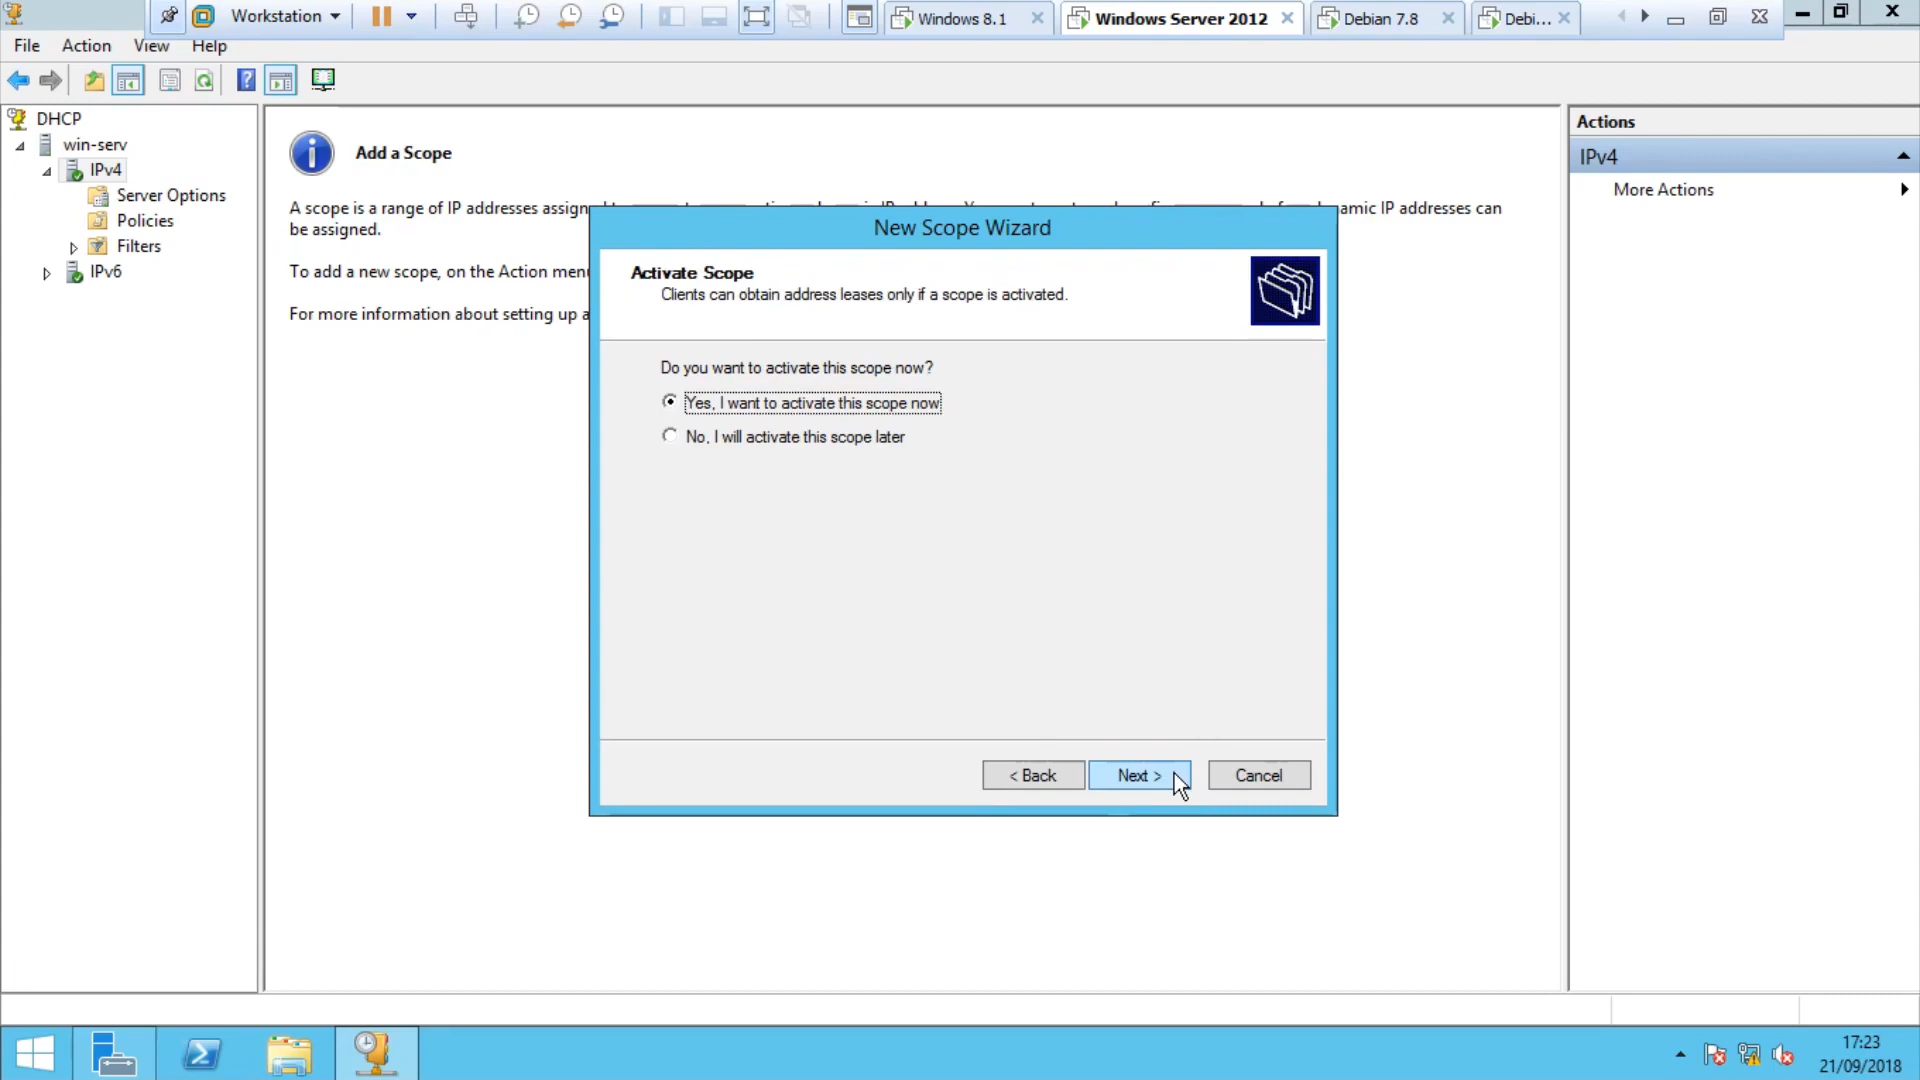 Workstation
Windows 8.1
Windows Server 2012
Debian 7.8
Debi...
File
Action
View
Help
DHCP
win-serv
IPv4
Server Options
Policies
Filters
IPv6
Add a Scope
A scope is a range of IP addresses assign
amic IP addresses can
be assigned.
To add a new scope, on the Action menu
For more information about setting up a
New Scope Wizard
Activate Scope
Clients can obtain address leases only if a scope is activated.
Do you want to activate this scope now?
Yes, I want to activate this scope now
No, I will activate this scope later
< Back
Next >
Cancel
Actions
IPv4
More Actions
17:23
21/09/2018